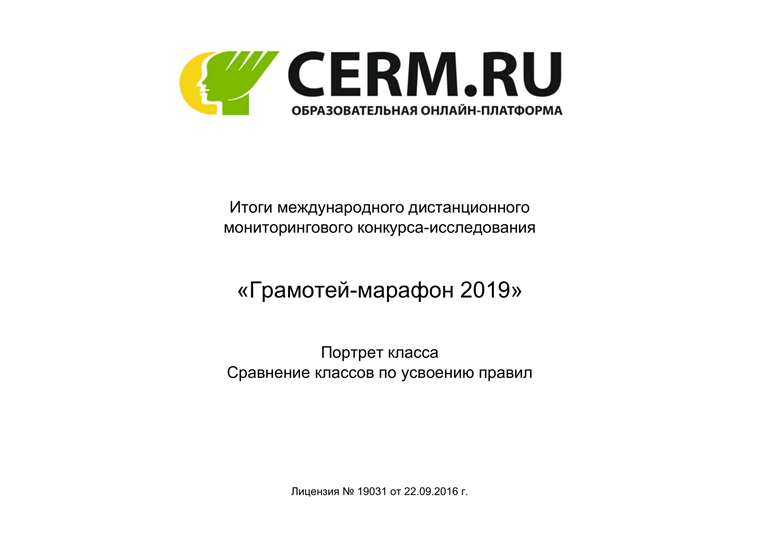 CERM.RU
ОБРАЗОВАТЕЛЬНАЯ ОНЛАЙН-ПЛАТФОРМА
Итоги международного дистанционного
мониторингового конкурса-исследования
«Грамотей-марафон 2019»
Портрет класса
Сравнение классов по усвоению правил
Лицензия № 19031 от 22.09.2016 г.